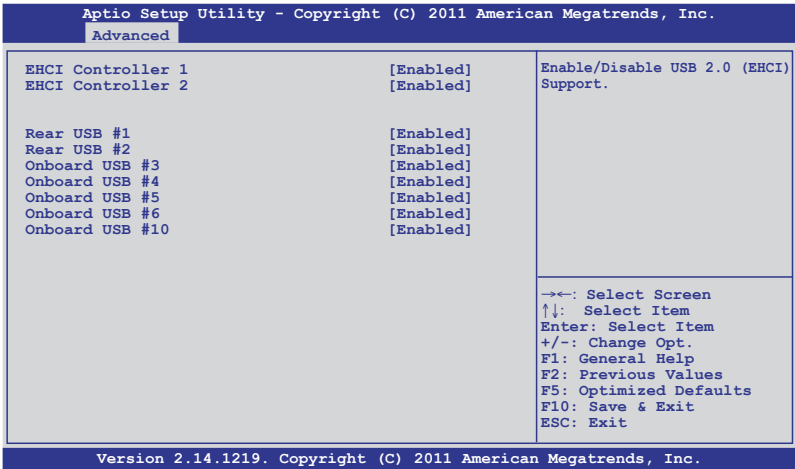 Aptio Setup Utility - Copyright (C) 2011 American Megatrends, Inc.
Advanced
EHCI Controller 1 [Enabled]
EHCI Controller 2 [Enabled]
Rear USB #1 [Enabled]
Rear USB #2 [Enabled]
Onboard USB #3 [Enabled]
Onboard USB #4 [Enabled]
Onboard USB #5 [Enabled]
Onboard USB #6 [Enabled]
Onboard USB #10 [Enabled]
Enable/Disable USB 2.0 (EHCI)
Support.
→←: Select Screen
↑↓: Select Item
Enter: Select Item
+/-: Change Opt.
F1: General Help
F2: Previous Values
F5: Optimized Defaults
F10: Save & Exit
ESC: Exit
Version 2.14.1219. Copyright (C) 2011 American Megatrends, Inc.